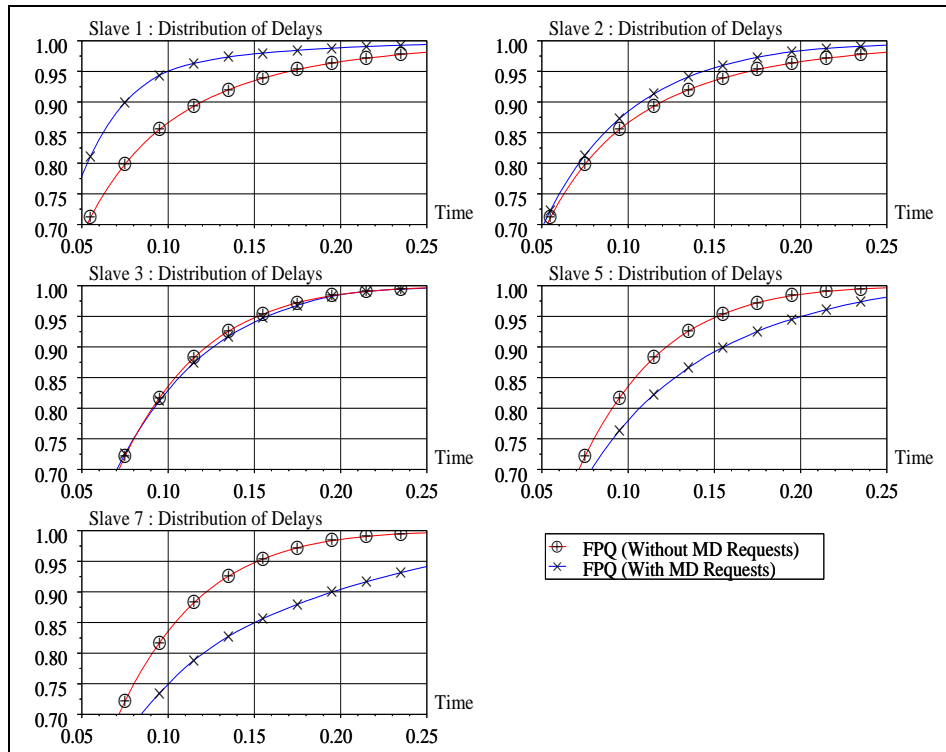 Slave 1 : Distribution of Delays
1.00
0.95
0.90
0.85
0.80
0.75
0.70
0.05 0.10 0.15 0.20 0.25
Time
Slave 2 : Distribution of Delays
1.00
0.95
0.90
0.85
0.80
0.75
0.70
0.05 0.10 0.15 0.20 0.25
Time
Slave 3 : Distribution of Delays
1.00
0.95
0.90
0.85
0.80
0.75
0.70
0.05 0.10 0.15 0.20 0.25
Time
Slave 5 : Distribution of Delays
1.00
0.95
0.90
0.85
0.80
0.75
0.70
0.05 0.10 0.15 0.20 0.25
Time
Slave 7 : Distribution of Delays
1.00
0.95
0.90
0.85
0.80
0.75
0.70
0.05 0.10 0.15 0.20 0.25
Time
FPQ (Without MD Requests)
FPQ (With MD Requests)